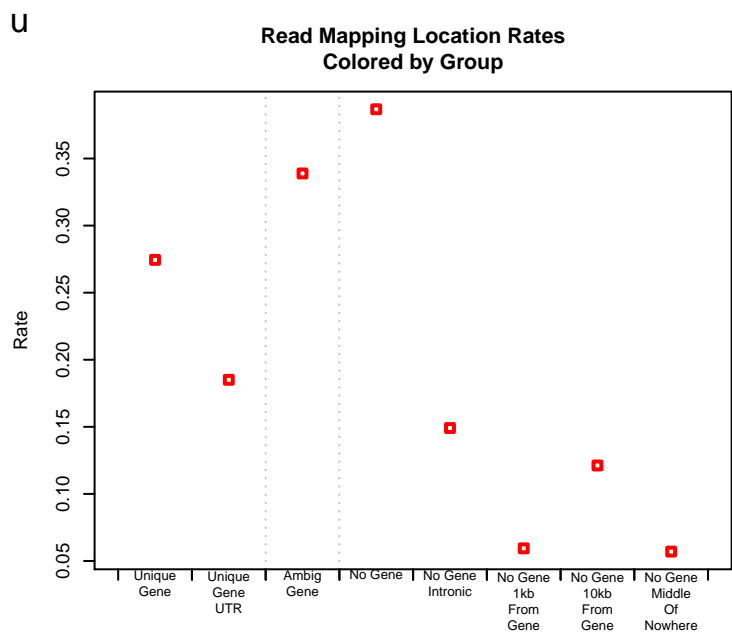 u
Read Mapping Location Rates
Colored by Group
Rate
0.35
0.30
0.25
0.20
0.15
0.10
0.05
Unique
Gene
Unique
Gene
UTR
Ambig
Gene
No Gene
No Gene
Intronic
No Gene
1kb
From
Gene
No Gene
10kb
From
Gene
No Gene
Middle
Of
Nowhere